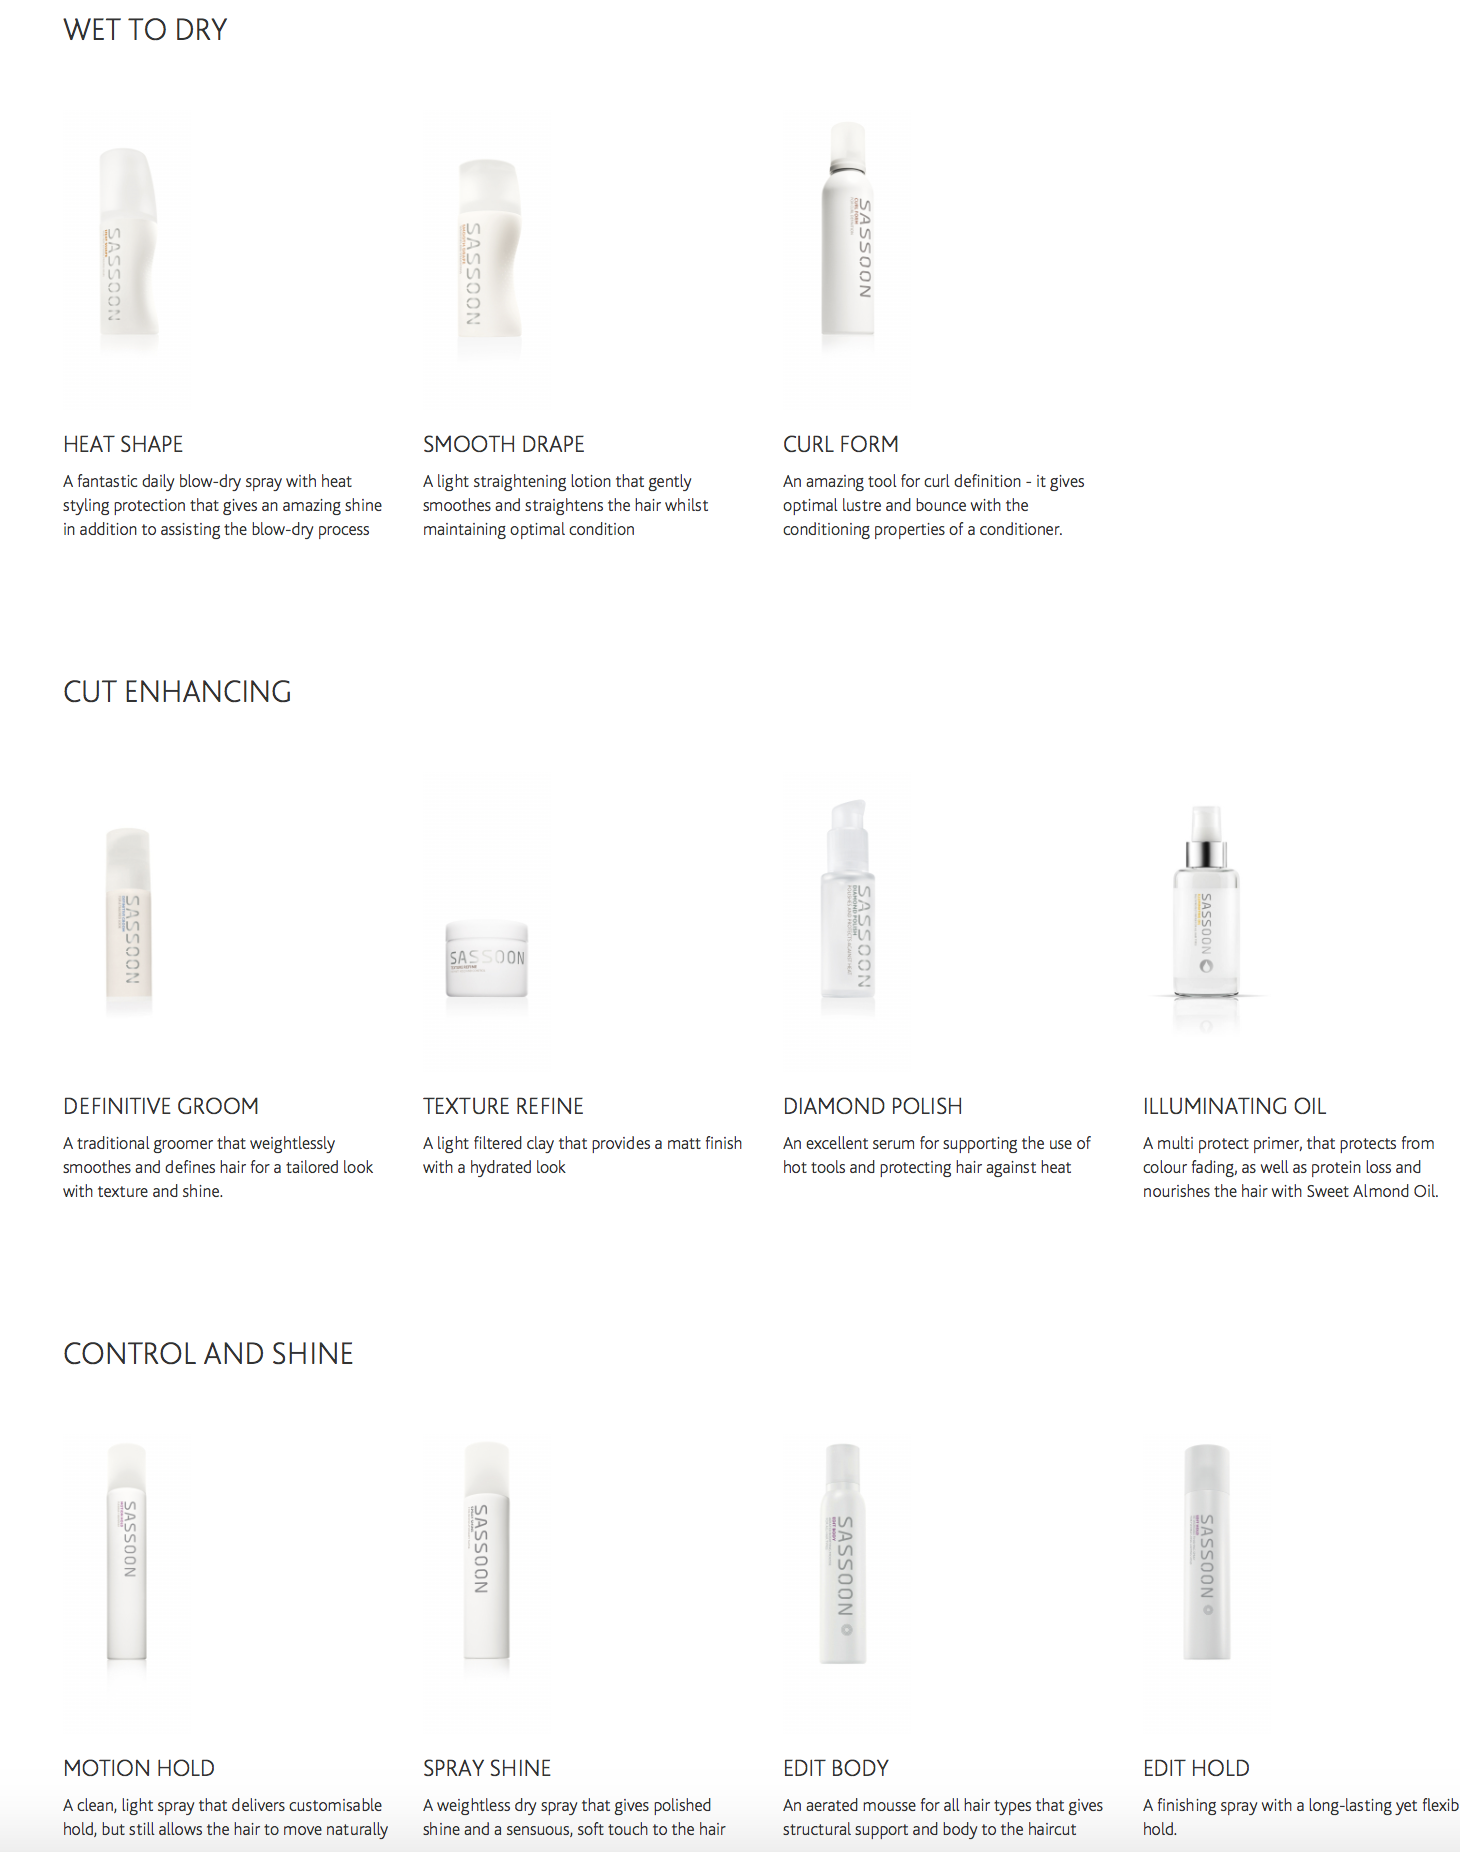 WET TO DRY
SASSOON
SASSOON
SASSOON
CURL FORM
HEAT SHAPE
A fantastic daily blow-dry spray with heat
styling protection that gives an amazing shine
in addition to assisting the blow-dry process
SMOOTH DRAPE
A light straightening lotion that gently
smoothes and straightens the hair whilst
maintaining optimal condition
CURL FORM
An amazing tool for curl definition - it gives
optimal lustre and bounce with the
conditioning properties of a conditioner.
CUT ENHANCING
SASSOON
SASSOON
SASSOON
DIAMOND POLISH
POLISHES AND PROTECTS AGAINST HEAT
SASSOON
DEFINITIVE GROOM
A traditional groomer that weightlessly
smoothes and defines hair for a tailored look
with texture and shine.
TEXTURE REFINE
A light filtered clay that provides a matt finish
with a hydrated look
DIAMOND POLISH
An excellent serum for supporting the use of
hot tools and protecting hair against heat
ILLUMINATING OIL
A multi protect primer, that protects from
colour fading, as well as protein loss and
nourishes the hair with Sweet Almond Oil.
CONTROL AND SHINE
SASSOON
SASSOON
SASSOON
EDIT BODY
SASSOON
MOTION HOLD
A clean, light spray that delivers customisable
hold, but still allows the hair to move naturally
SPRAY SHINE
A weightless dry spray that gives polished
shine and a sensuous, soft touch to the hair
EDIT BODY
An aerated mousse for all hair types that gives
structural support and body to the haircut
EDIT HOLD
A finishing spray with a long-lasting yet flexib
hold.